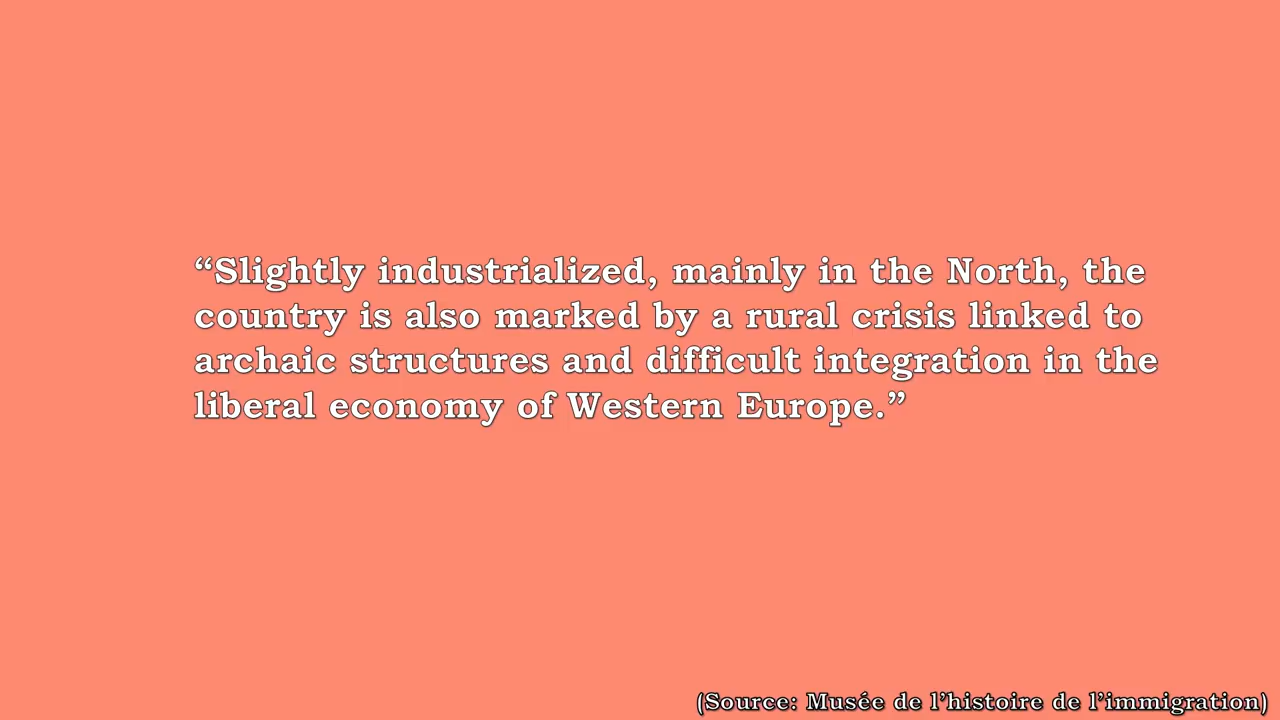 “Slightly industrialized, mainly in the North, the
country is also marked by a rural crisis linked to
archaic structures and difficult integration in the
liberal economy of Western Europe.”
(Source: Musée de l’histoire de l’immigration)